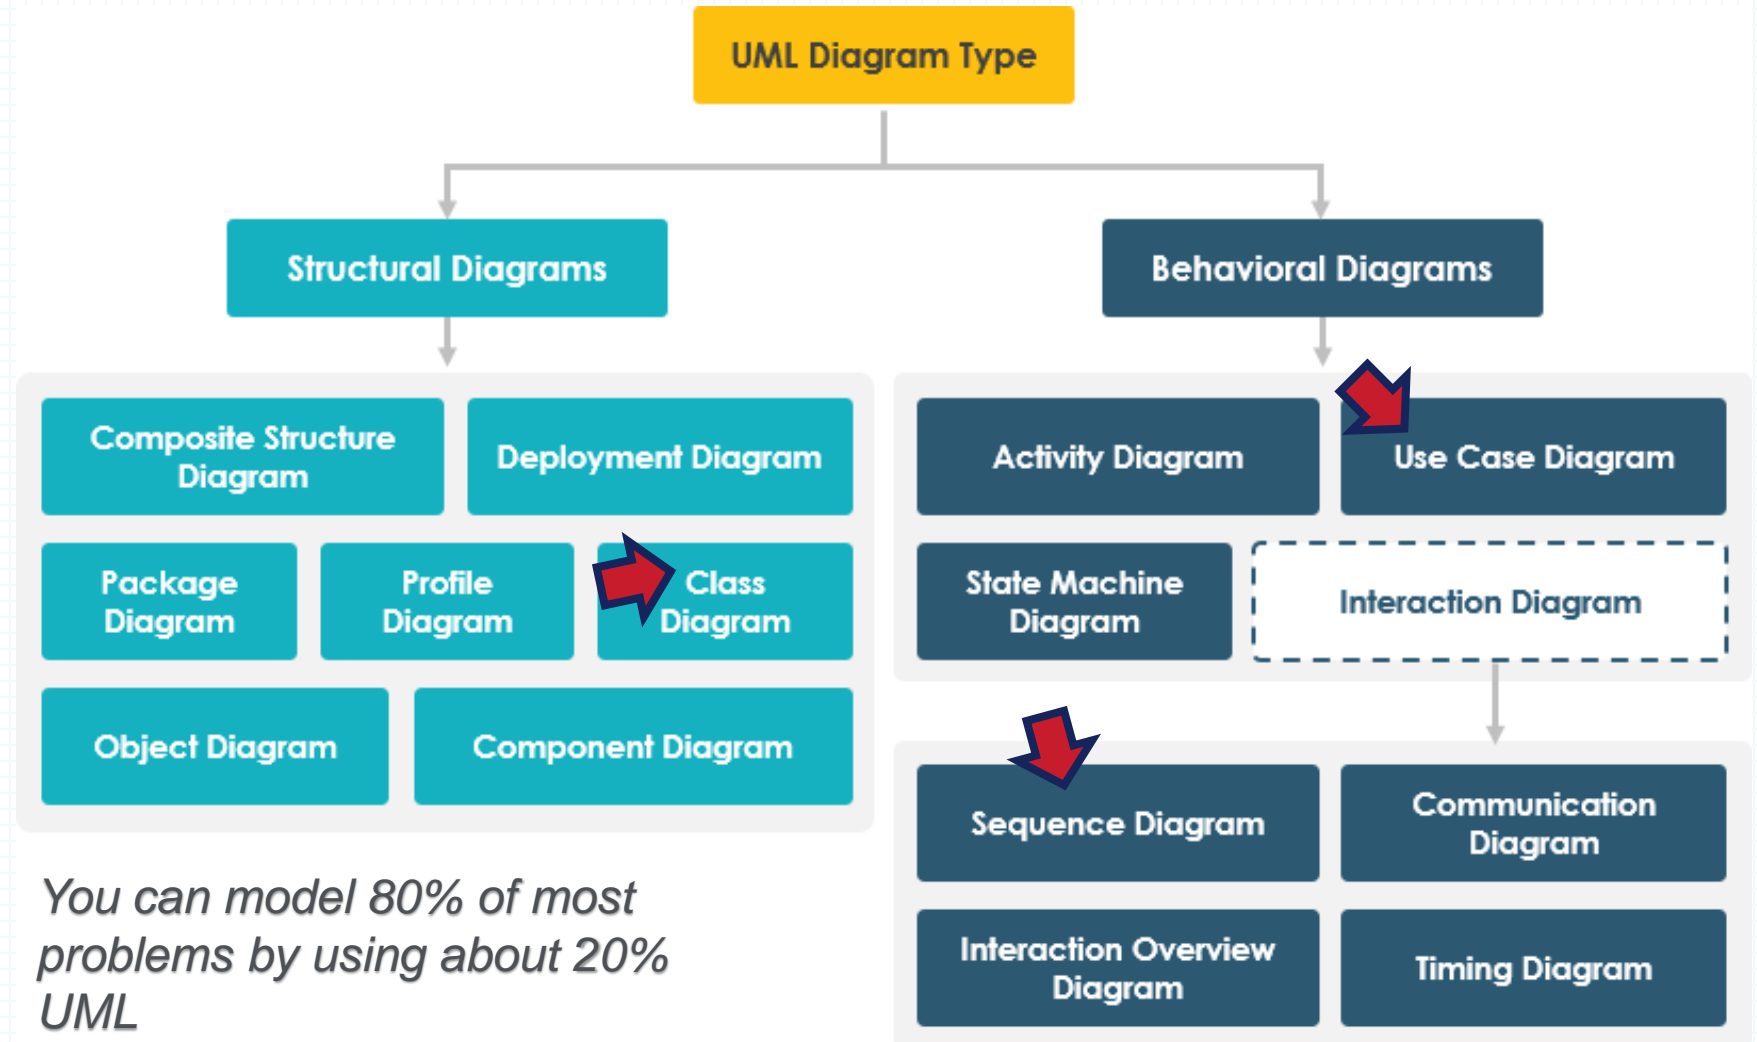 UML Diagram Type
Structural Diagrams
Behavioral Diagrams
Composite Structure
Diagram
Deployment Diagram
Package
Diagram
Profile
Diagram
Class
Diagram
Object Diagram
Component Diagram
Activity Diagram
Use Case Diagram
State Machine
Diagram
Interaction Diagram
Sequence Diagram
Communication
Diagram
Interaction Overview
Diagram
Timing Diagram
You can model 80% of most
problems by using about 20%
UML